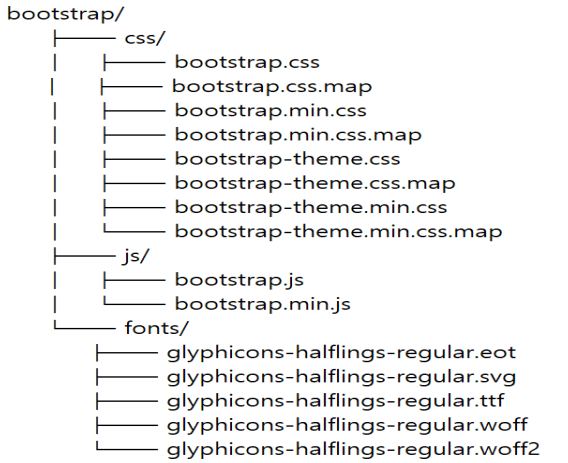 bootstrap/
├── css/
│   ├── bootstrap.css
│   ├── bootstrap.css.map
│   ├── bootstrap.min.css
│   ├── bootstrap.min.css.map
│   ├── bootstrap-theme.css
│   ├── bootstrap-theme.css.map
│   ├── bootstrap-theme.min.css
│   └── bootstrap-theme.min.css.map
├── js/
│   ├── bootstrap.js
│   └── bootstrap.min.js
└── fonts/
    ├── glyphicons-halflings-regular.eot
    ├── glyphicons-halflings-regular.svg
    ├── glyphicons-halflings-regular.ttf
    ├── glyphicons-halflings-regular.woff
    └── glyphicons-halflings-regular.woff2